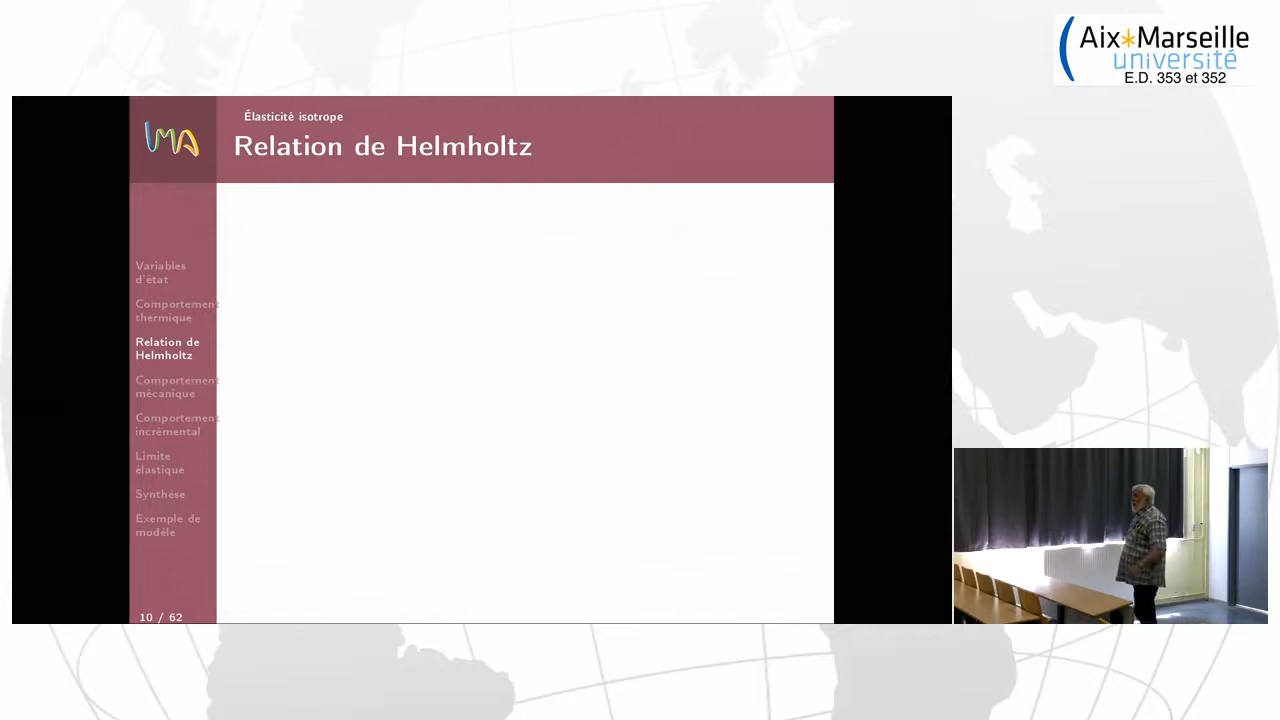 Aix*Marseille
université
E.D. 353 et 352
LMA
Élasticité isotrope
Relation de Helmholtz
Variables
d'état
Comportement
thermique
Relation de
Helmholtz
Comportement
mécanique
Comportement
incrémental
Limite
élastique
Synthèse
Exemple de
modèle
10 / 62